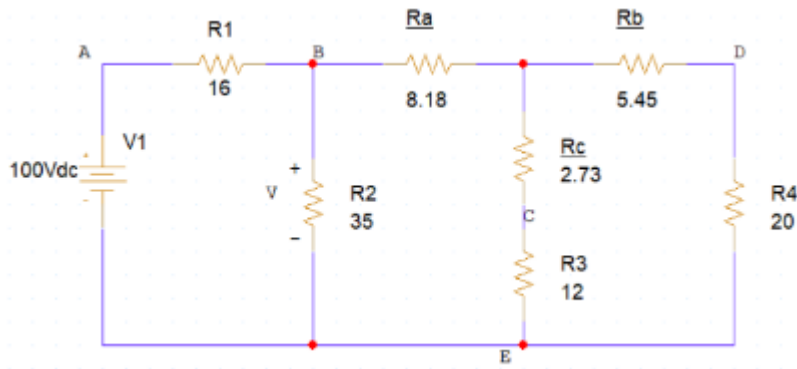 A
R1
16
B
Ra
8.18
Rb
5.45
D
100Vdc
V1
+
-
+
V
-
R2
35
Rc
2.73
C
R3
12
R4
20
E